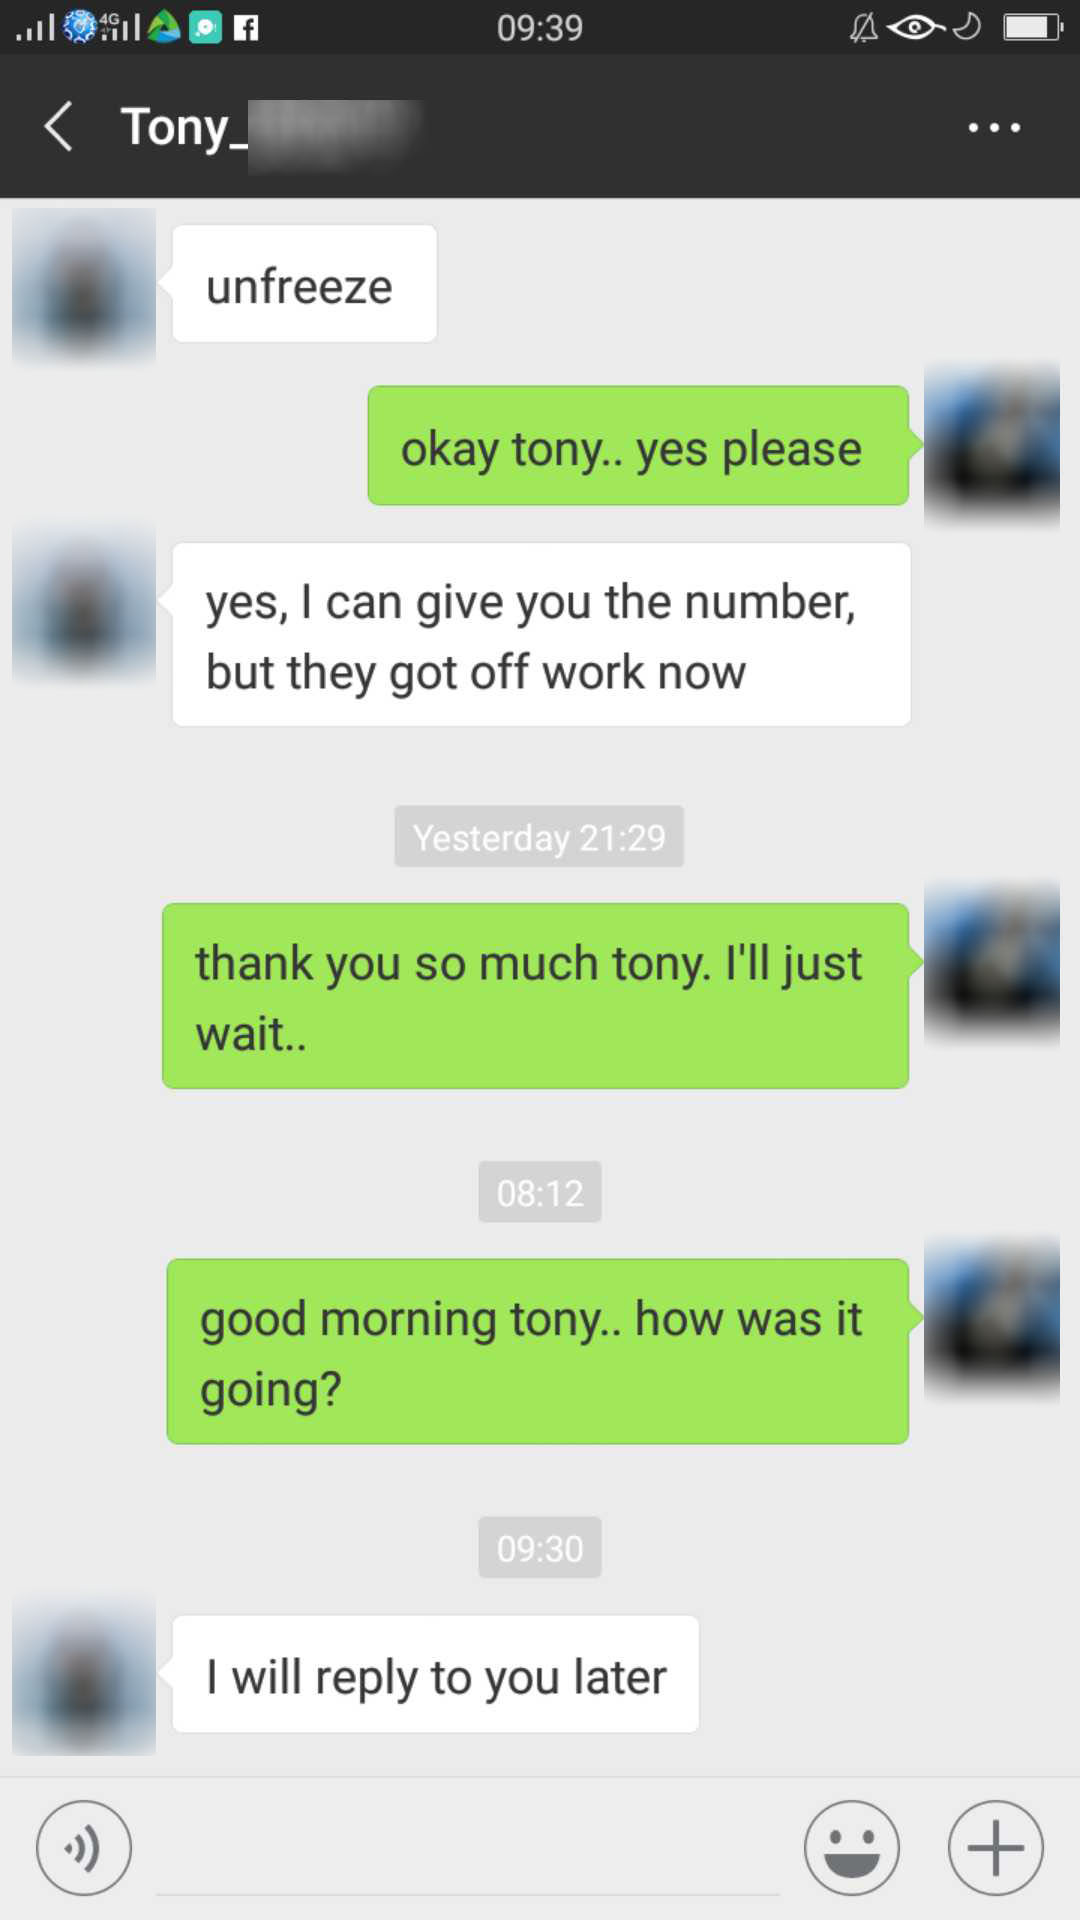 4G
09:39
Tony_
unfreeze
okay tony.. yes please
yes, I can give you the number,
but they got off work now
Yesterday 21:29
thank you so much tony. I'll just
wait..
08:12
good morning tony.. how was it
going?
09:30
I will reply to you later